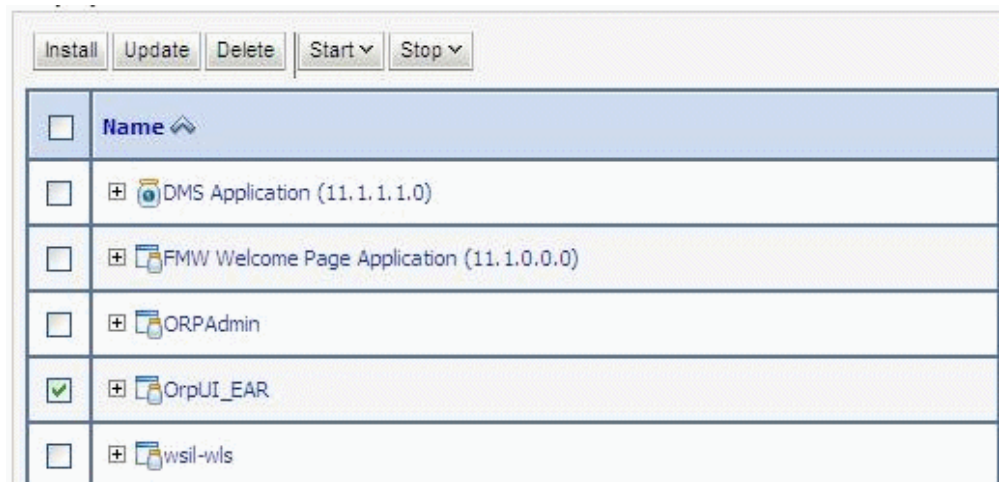 Install Update Delete Start Stop
Name
DMS Application (11.1.1.1.0)
FMW Welcome Page Application (11.1.0.0.0)
ORPAdmin
OrpUI_EAR
wsil-wls